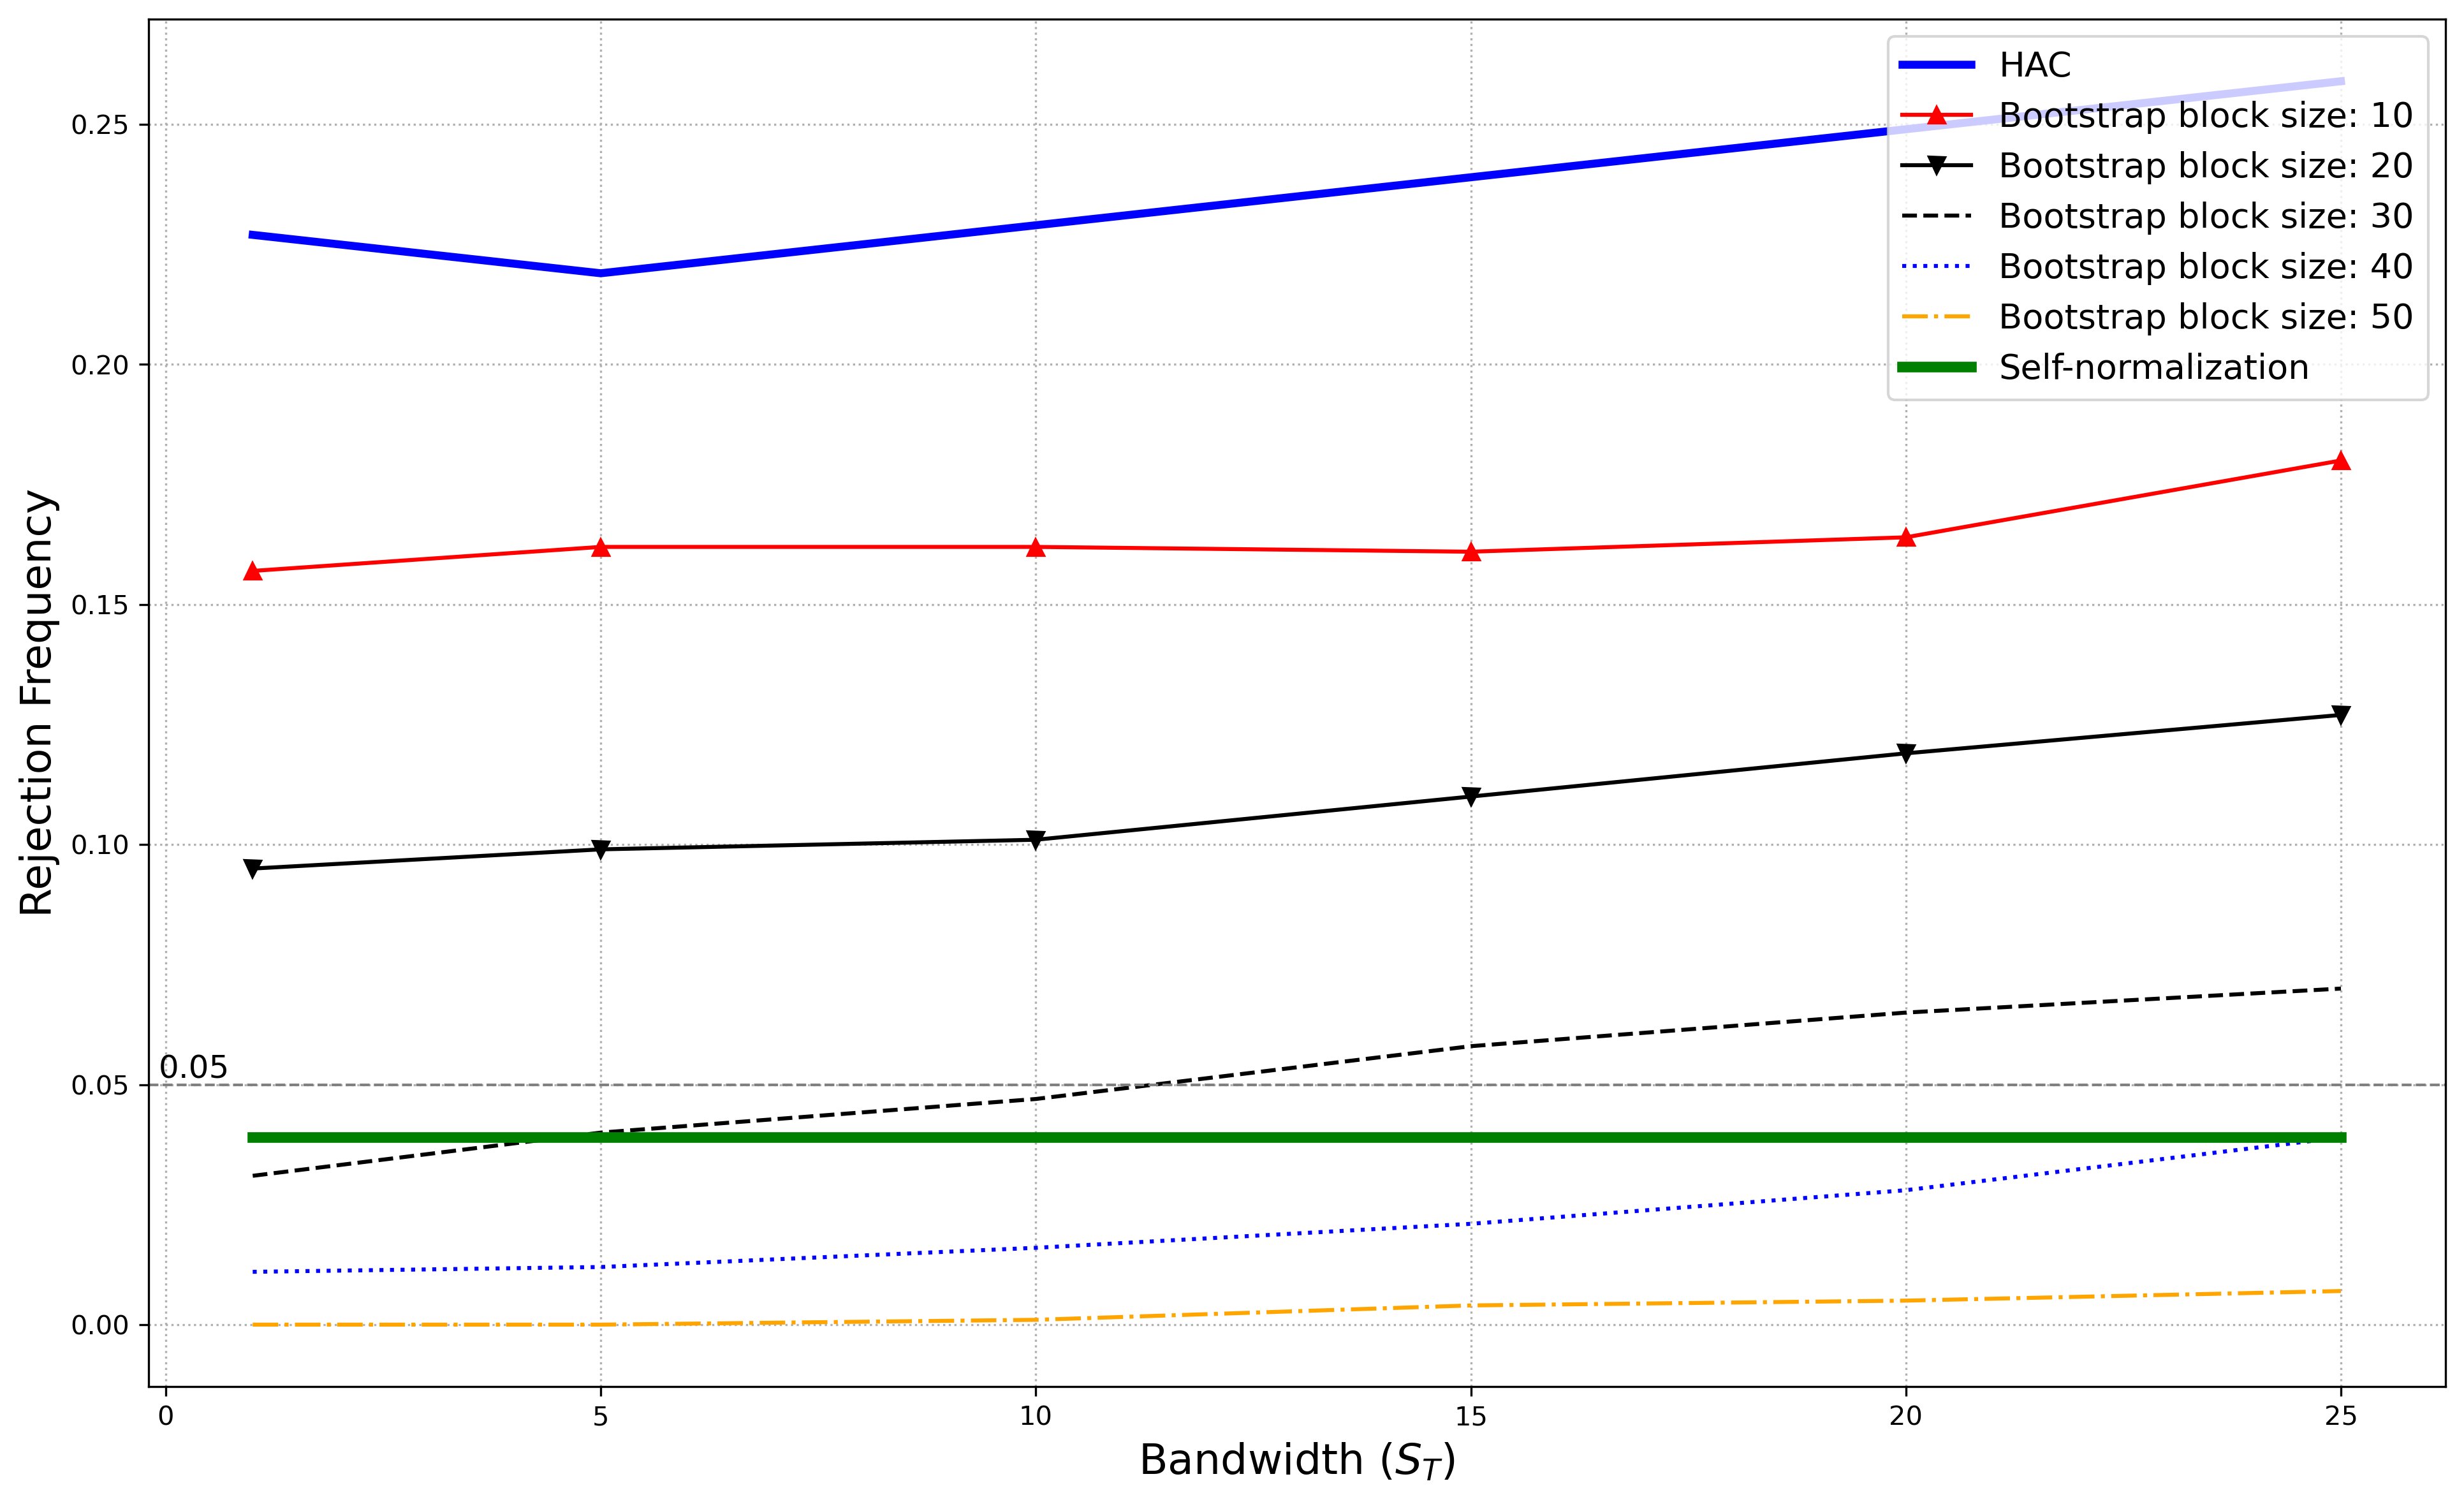 HAC
Bootstrap block size: 10
Bootstrap block size: 20
Bootstrap block size: 30
Bootstrap block size: 40
Bootstrap block size: 50
Self-normalization
Rejection Frequency
0.25
0.20
0.15
0.10
0.05
0.00
0.05
0 5 10 15 20 25
Bandwidth (S_T)